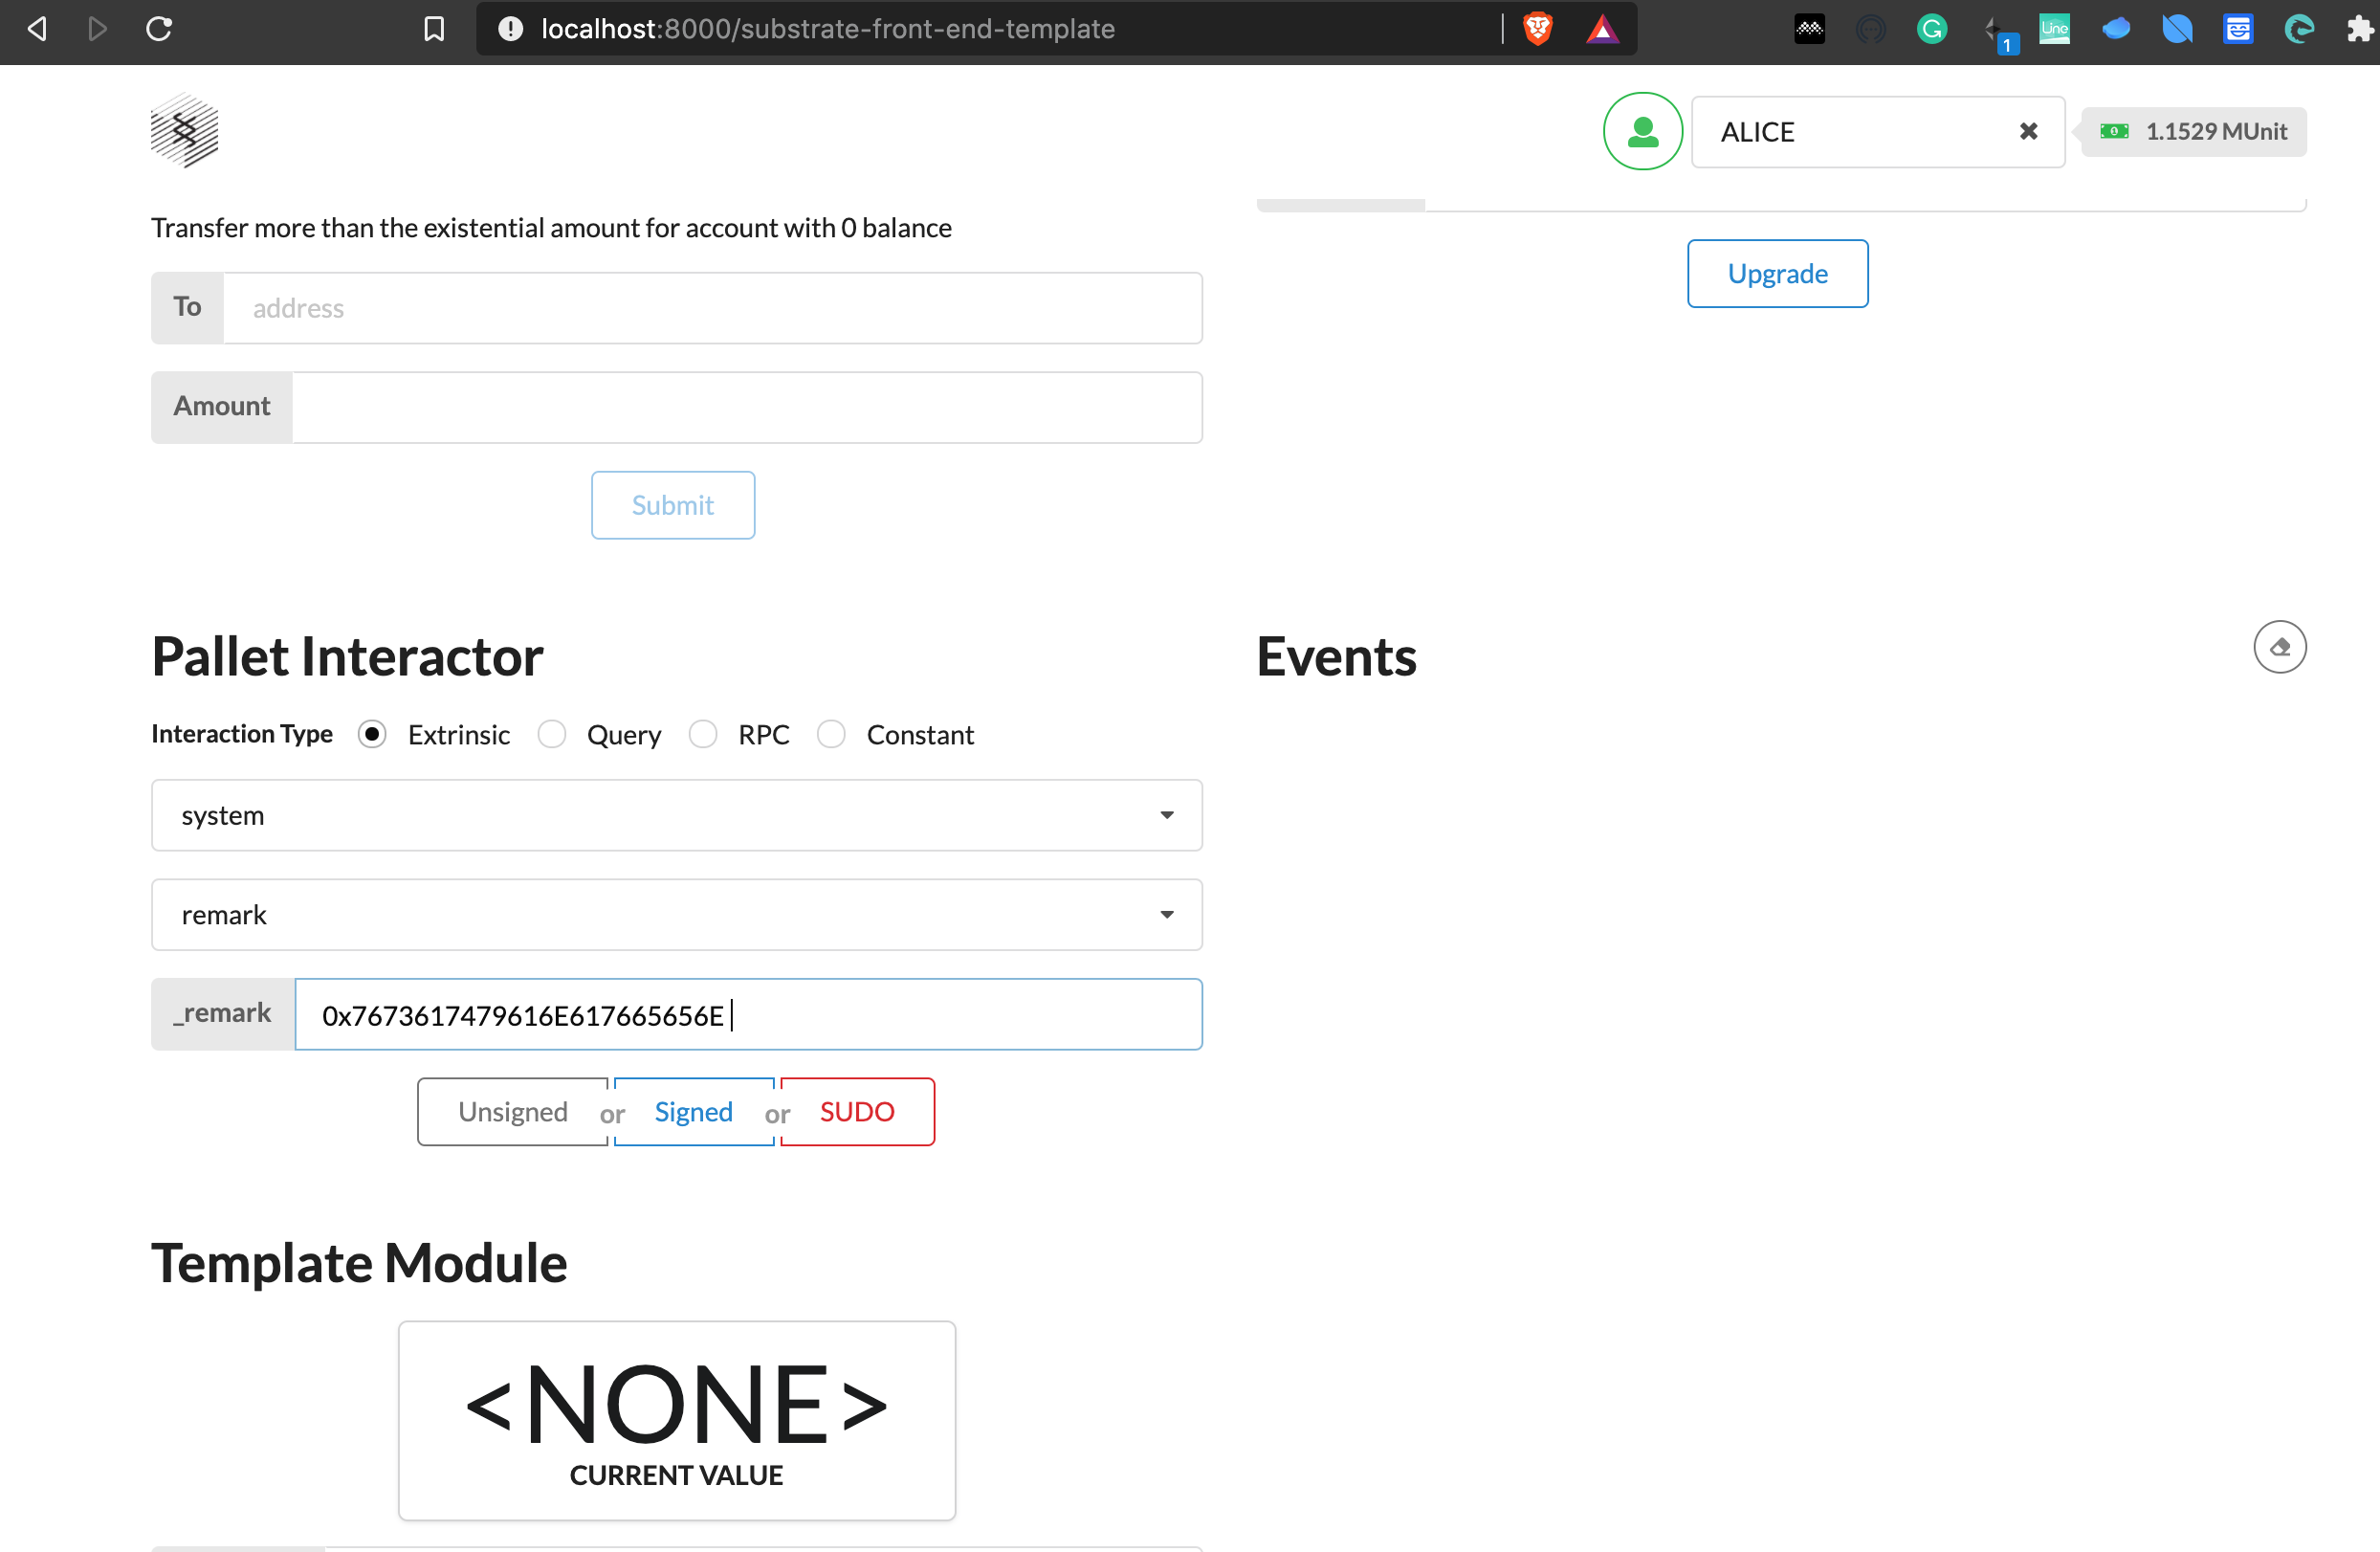 localhost:8000/substrate-front-end-template
1
Line
ALICE
1.1529 MUnit
Transfer more than the existential amount for account with 0 balance
To address
Upgrade
Amount
Submit
Pallet Interactor
Events
Interaction Type Extrinsic Query RPC Constant
system
remark
_remark 0x7673617479616E617665656E
Unsigned or Signed or SUDO
Template Module
<NONE>
CURRENT VALUE